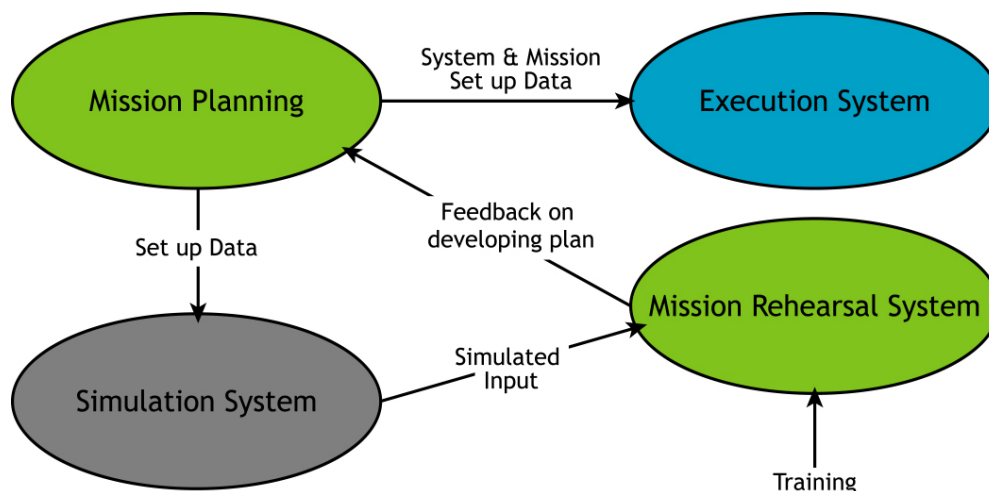 Mission Planning
System & Mission
Set up Data
Execution System
Feedback on
developing plan
Set up Data
Mission Rehearsal System
Simulated
Input
Simulation System
Training